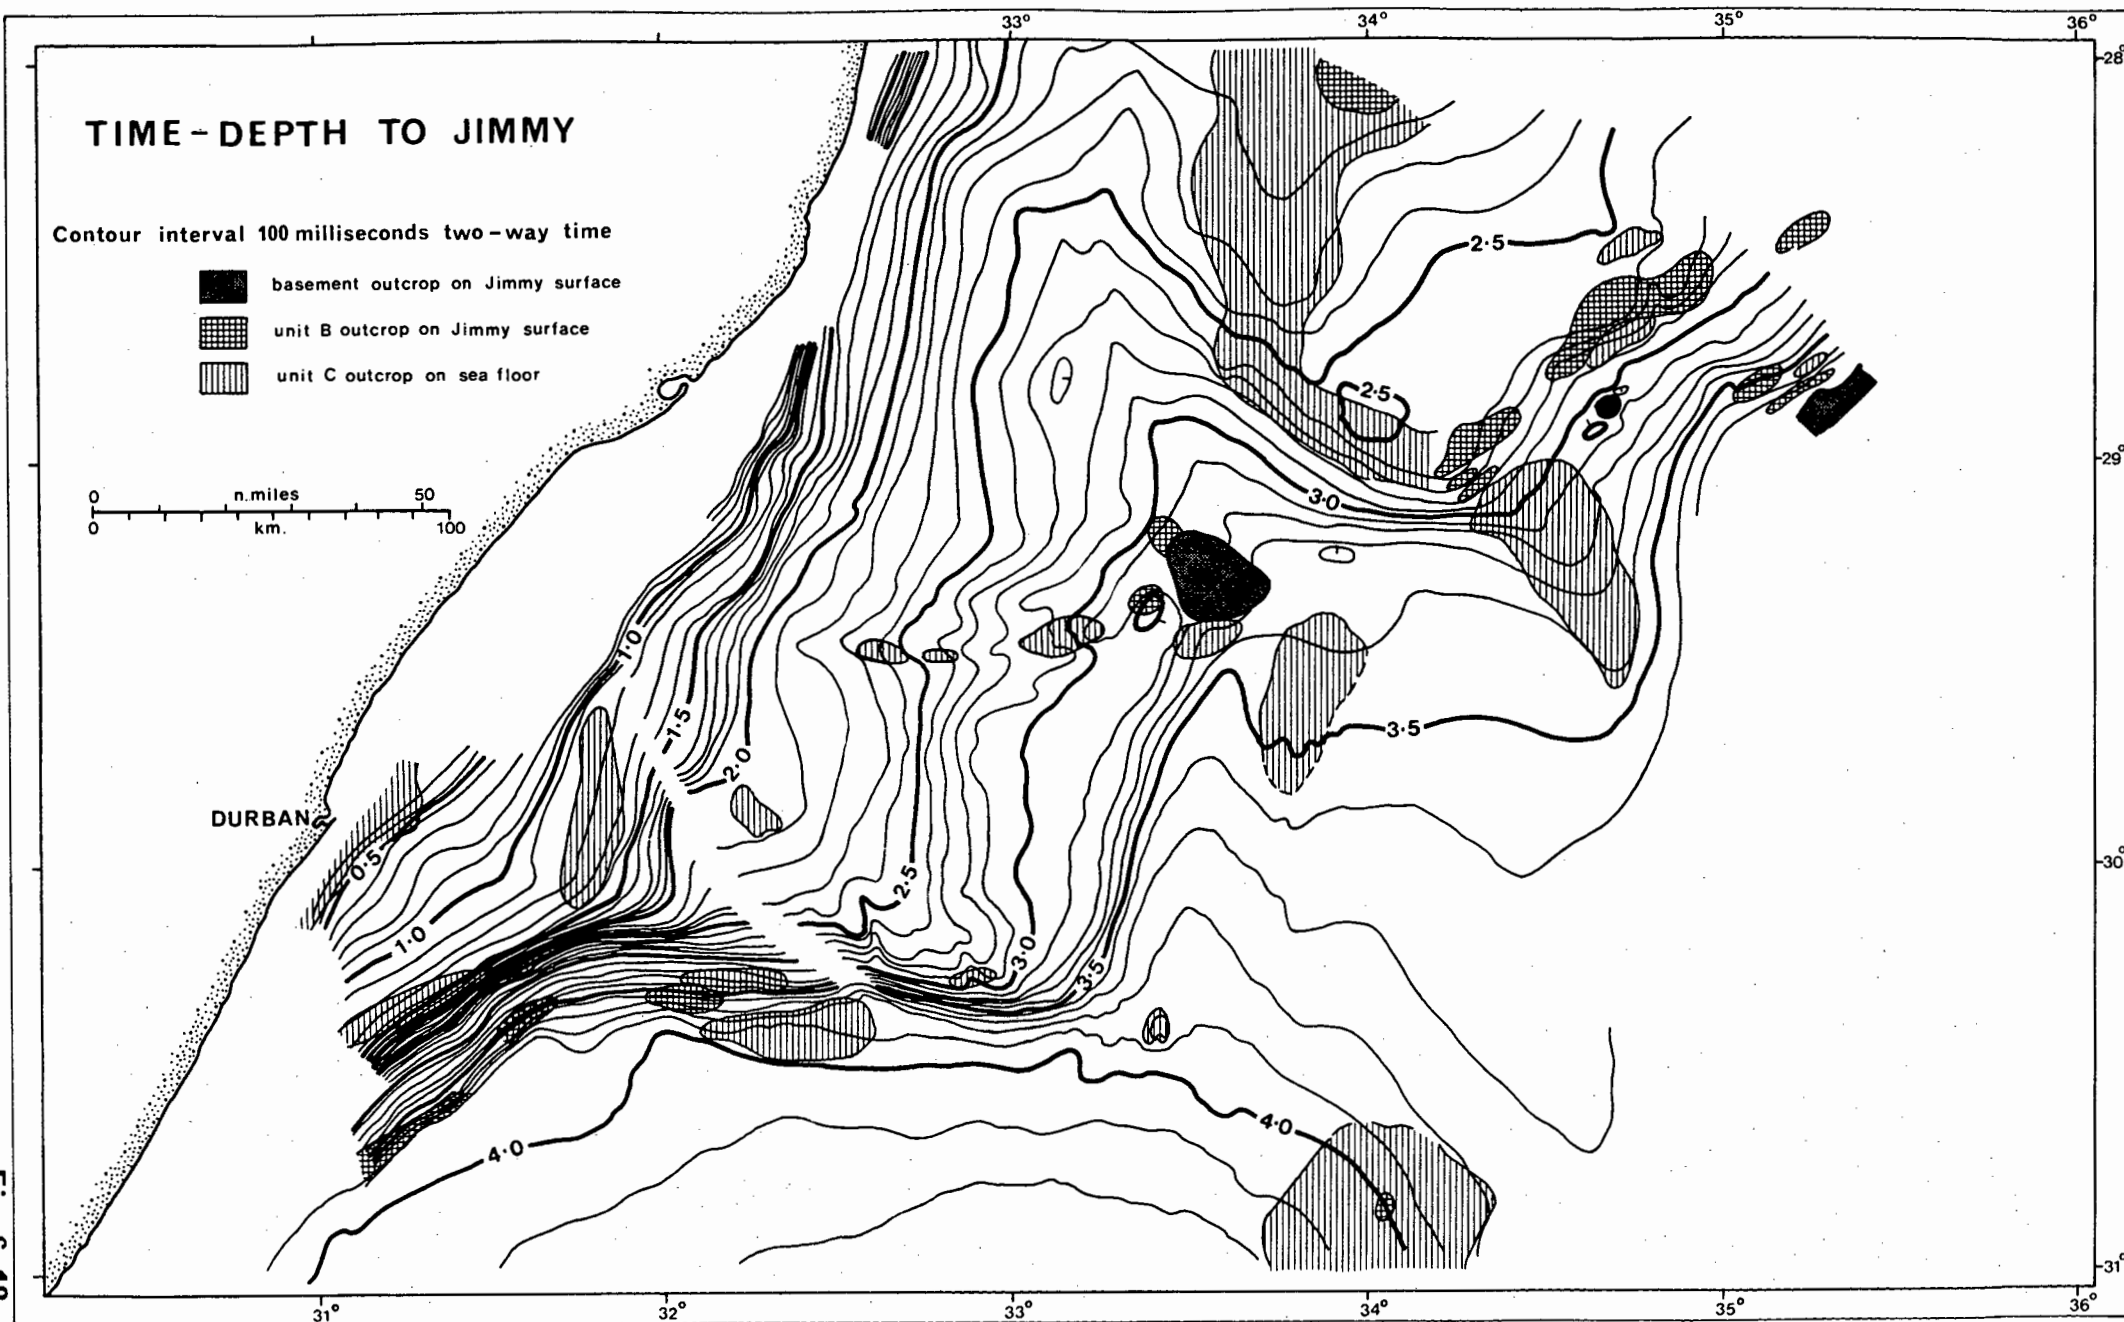 33° 34° 35° 36°
28°
TIME-DEPTH TO JIMMY
Contour interval 100 milliseconds two-way time
basement outcrop on Jimmy surface
unit B outcrop on Jimmy surface
unit C outcrop on sea floor
0 n.miles 50
0 km. 100
2·5
2·5
29°
3·0
1·0
1·5
2·0
3·5
DURBAN
0·5
2·5
30°
1·0
3·0
3·5
4·0
4·0
31°
31° 32° 33° 34° 35° 36°